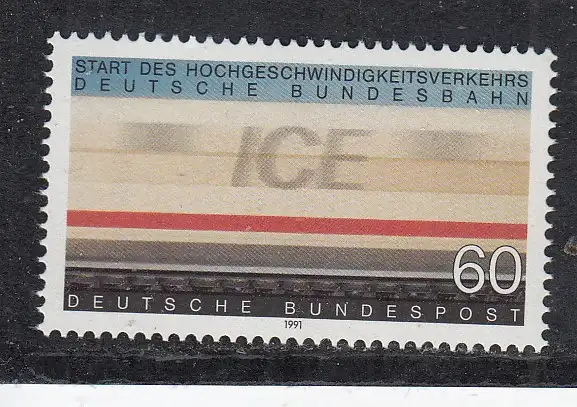 START DES HOCHGESCHWINDIGKEITSVERKEHRS
DEUTSCHE BUNDESBAHN
ICE
60
DEUTSCHE BUNDESPOST
1991